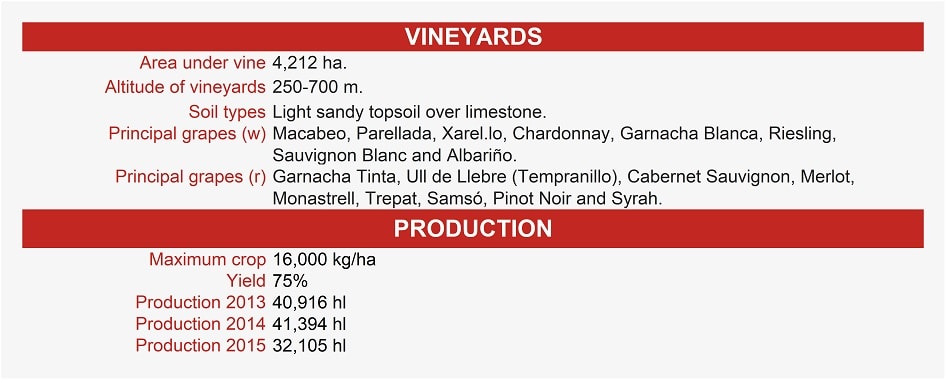 VINEYARDS
Area under vine 4,212 ha.
Altitude of vineyards 250-700 m.
Soil types Light sandy topsoil over limestone.
Principal grapes (w) Macabeo, Parellada, Xarel.lo, Chardonnay, Garnacha Blanca, Riesling,
Sauvignon Blanc and Albariño.
Principal grapes (r) Garnacha Tinta, Ull de Llebre (Tempranillo), Cabernet Sauvignon, Merlot,
Monastrell, Trepat, Samsó, Pinot Noir and Syrah.
PRODUCTION
Maximum crop 16,000 kg/ha
Yield 75%
Production 2013 40,916 hl
Production 2014 41,394 hl
Production 2015 32,105 hl